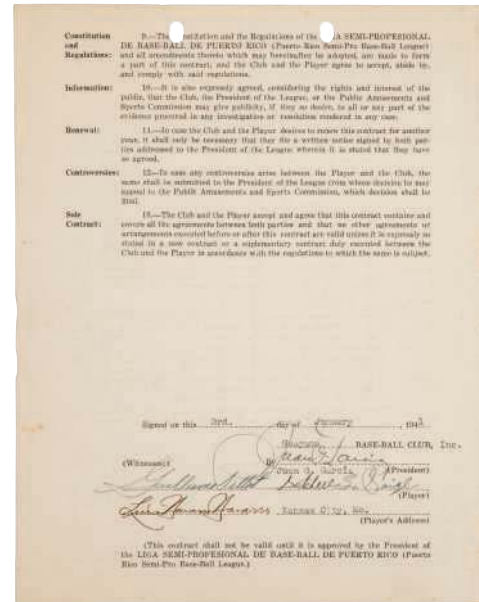 Constitution and Regulations:
9.—The Constitution and the Regulations of the LIGA SEMI-PROFESIONAL
DE BASE-BALL DE PUERTO RICO (Puerto Rico Semi-Pro Base-Ball League)
and all amendments thereto which may hereinafter be adopted, are made to form
a part of this contract, and the Club and the Player agree to accept, abide by,
and comply with said regulations.
Information:
10.—It is also expressly agreed, considering the rights and interest of the
public, that the Club, the President of the League, or the Public Amusements and
Sports Commission may give publicity, if they so desire, to all or any part of the
evidence procured in any investigation or resolution rendered in any case.
Renewal:
11.—In case the Club and the Player desires to renew this contract for another
year, it shall only be necessary that they file a written notice signed by both par-
ties addressed to the President of the League wherein it is stated that they have
so agreed.
Controversies:
12—In case any controversies arise between the Player and the Club, the
same shall be submitted to the President of the League from whose decision he may
appeal to the Public Amusements and Sports Commission, which decision shall be
final.
Sole Contract:
13.—The Club and the Player accept and agree that this contract contains and
covers all the agreements between both parties and that no other agreements or
arrangements executed before or after this contract are valid unless it is expressly so
stated in a new contract or a suplementary contract duly executed between the
Club and the Player in accordance with the regulations to which the same is subject.
Signed on this 3rd. day of January 194
BASE-BALL CLUB, Inc.
(Witnesses) By
Juan G. García (President)
(Player)
Kansas City, Mo.
(Player's Address)
(This contract shall not be valid until it is approved by the President of
the LIGA SEMI-PROFESIONAL DE BASE-BALL DE PUERTO RICO (Puerto
Rico Semi-Pro Base-Ball League.)